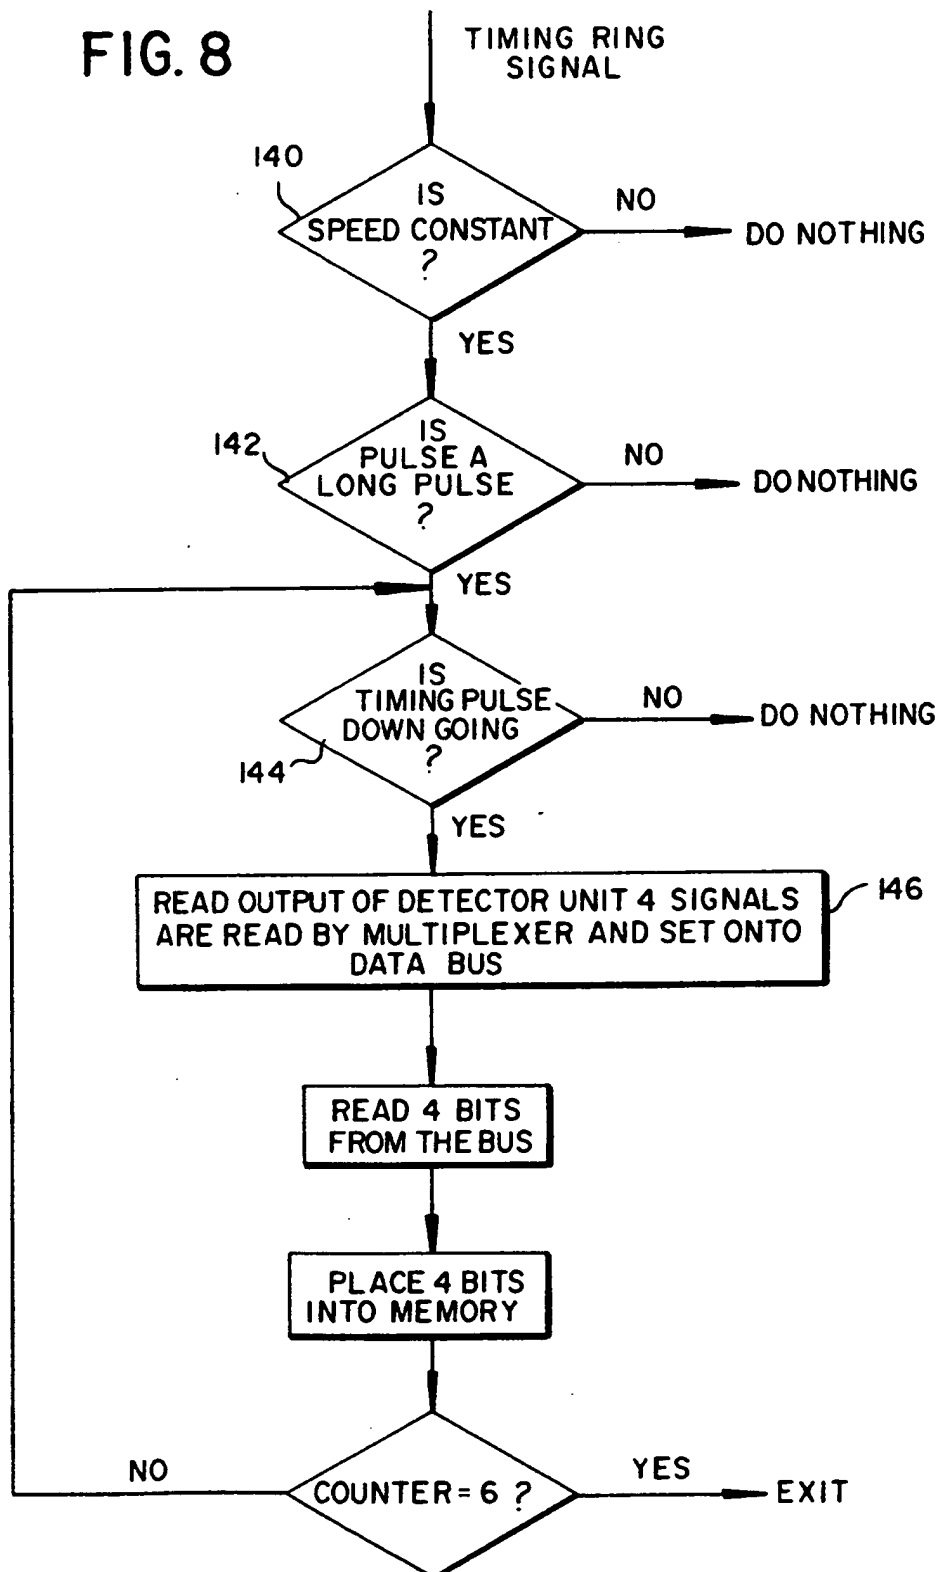 FIG. 8
TIMING RING
SIGNAL
140
IS
SPEED CONSTANT
?
NO
DO NOTHING
YES
142
IS
PULSE A
LONG PULSE
?
NO
DO NOTHING
YES
IS
TIMING PULSE
DOWN GOING
?
NO
DO NOTHING
144
YES
READ OUTPUT OF DETECTOR UNIT 4 SIGNALS
ARE READ BY MULTIPLEXER AND SET ONTO
DATA BUS
146
READ 4 BITS
FROM THE BUS
PLACE 4 BITS
INTO MEMORY
NO
COUNTER = 6 ?
YES
EXIT